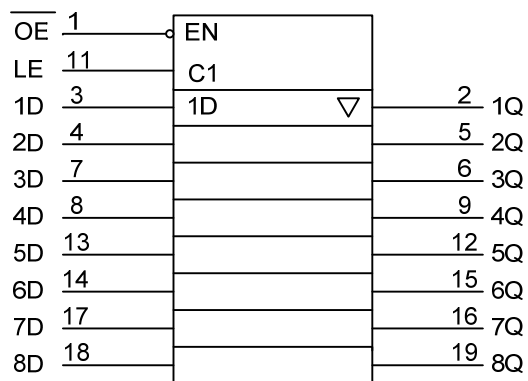 OE 1 EN
LE 11 C1
1D 3 1D ▽ 2 1Q
2D 4 5 2Q
3D 7 6 3Q
4D 8 9 4Q
5D 13 12 5Q
6D 14 15 6Q
7D 17 16 7Q
8D 18 19 8Q